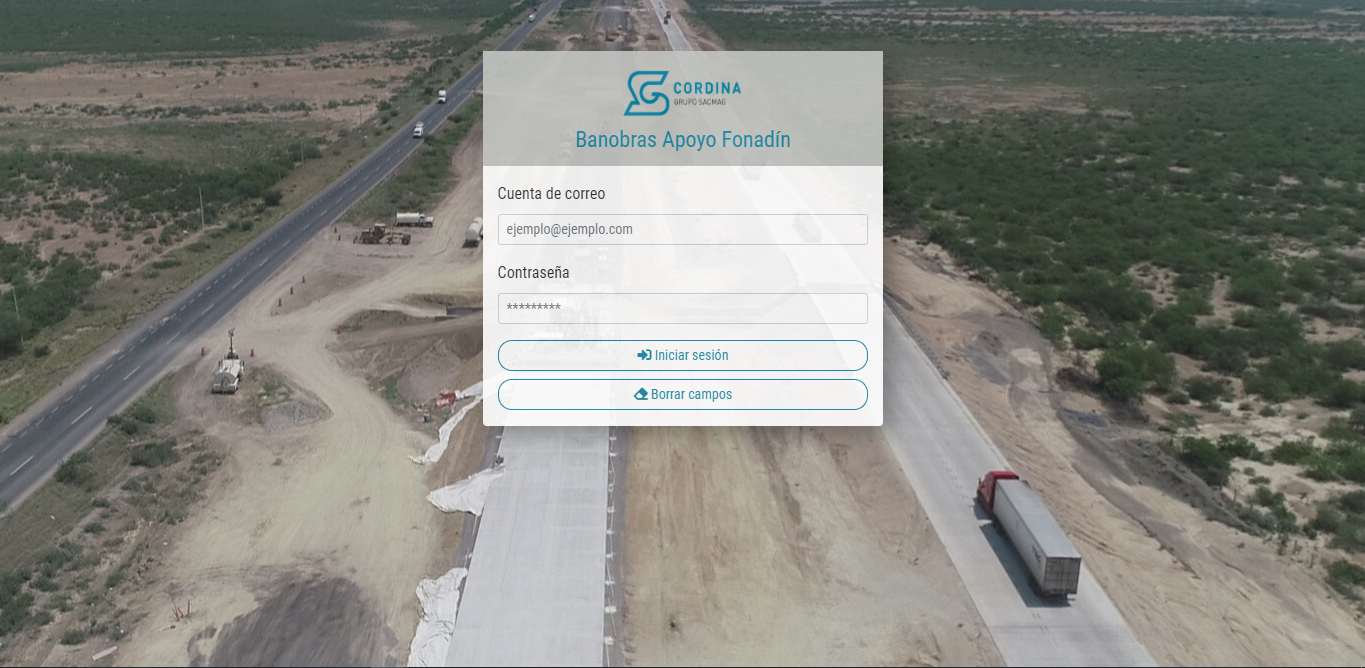 CORDINA
GRUPO SACMAG
Banobras Apoyo Fonadín
Cuenta de correo
ejemplo@ejemplo.com
Contraseña
*********
Iniciar sesión
Borrar campos